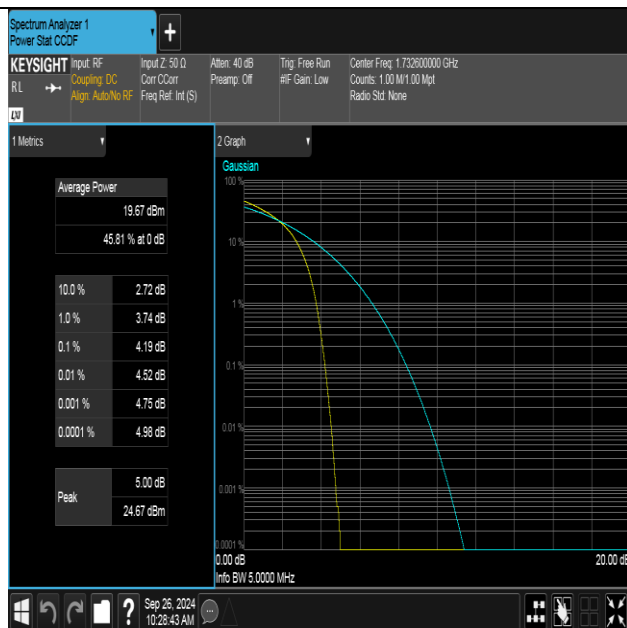 Spectrum Analyzer 1
Power Stat CCDF
+
KEYSIGHT
RL
LXI
Input: RF
Coupling: DC
Align: Auto/No RF
Input Z: 50 Ω
Corr CCorr
Freq Ref: Int (S)
Atten: 40 dB
Preamp: Off
Trig: Free Run
#IF Gain: Low
Center Freq: 1.732600000 GHz
Counts: 1.00 M/1.00 Mpt
Radio Std: None
1 Metrics
Average Power
19.67 dBm
45.81 % at 0 dB
10.0 % 2.72 dB
1.0 % 3.74 dB
0.1 % 4.19 dB
0.01 % 4.52 dB
0.001 % 4.75 dB
0.0001 % 4.98 dB
Peak
5.00 dB
24.67 dBm
2 Graph
Gaussian
100 %
10 %
1 %
0.1 %
0.01 %
0.001 %
0.0001 %
0.00 dB
20.00 dB
Info BW 5.0000 MHz
?
Sep 26, 2024
10:28:43 AM